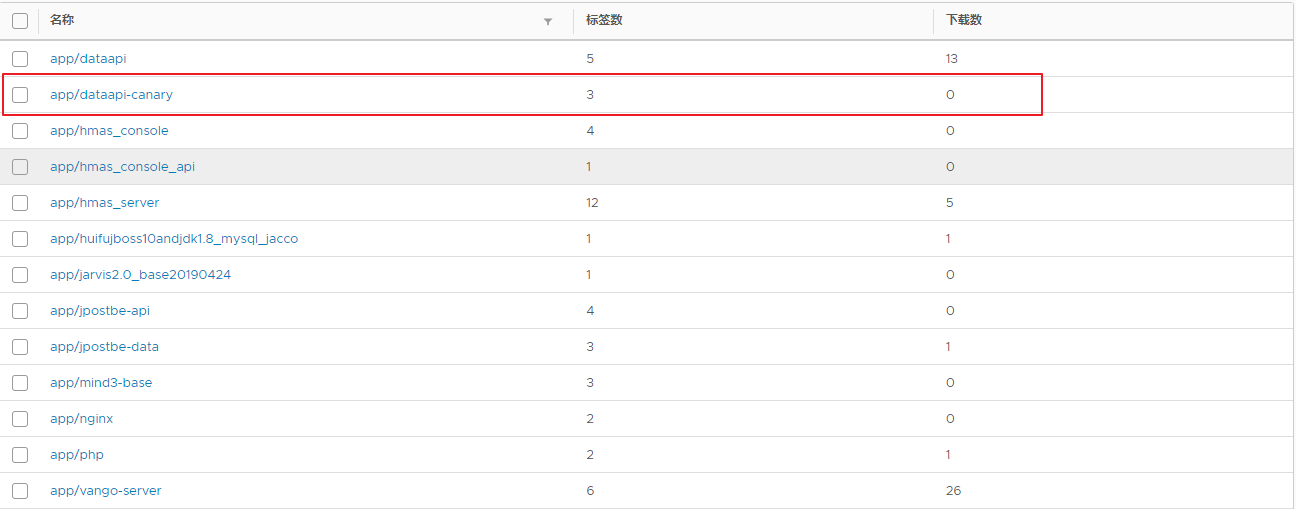 名称 标签数 下载数
app/dataapi 5 13
app/dataapi-canary 3 0
app/hmas_console 4 0
app/hmas_console_api 1 0
app/hmas_server 12 5
app/huifujboss10andjdk1.8_mysql_jacco 1 1
app/jarvis2.0_base20190424 1 0
app/jpostbe-api 4 0
app/jpostbe-data 3 1
app/mind3-base 3 0
app/nginx 2 0
app/php 2 1
app/vango-server 6 26